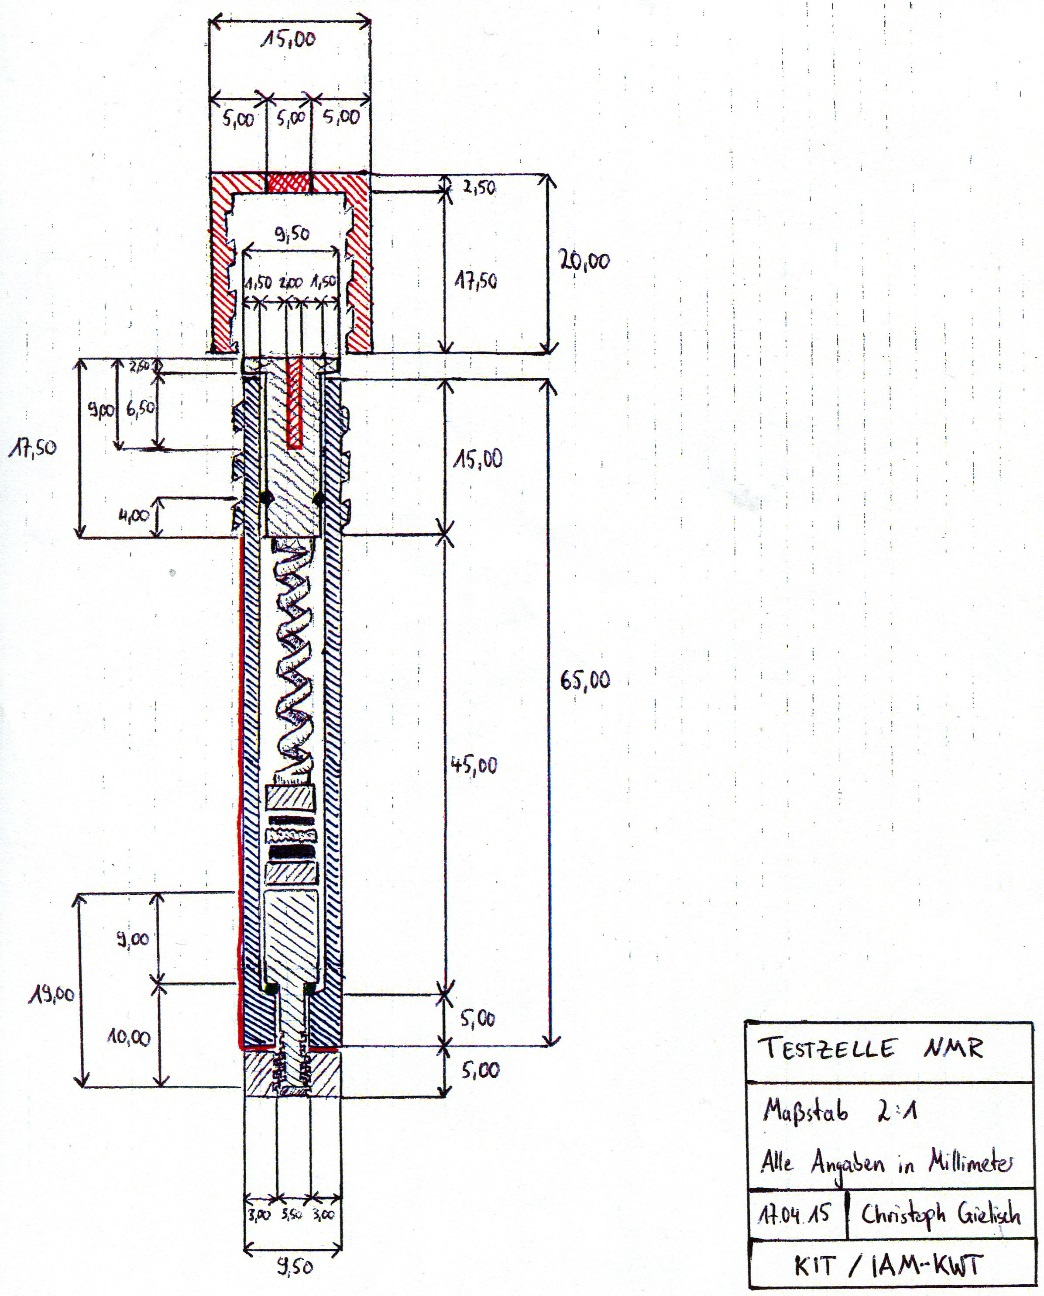 15,00
5,00 5,00 5,00
2,50
9,50
20,00
17,50
1,50 2,00 1,50
2,50
9,00 6,50
17,50
15,00
4,00
65,00
45,00
9,00
19,00
10,00
5,00
5,00
3,00 3,50 3,00
9,50
TESTZELLE NMR
Maßstab 2:1
Alle Angaben in Millimeter
17.04.15 Christoph Gielisch
KIT / IAM-KWT